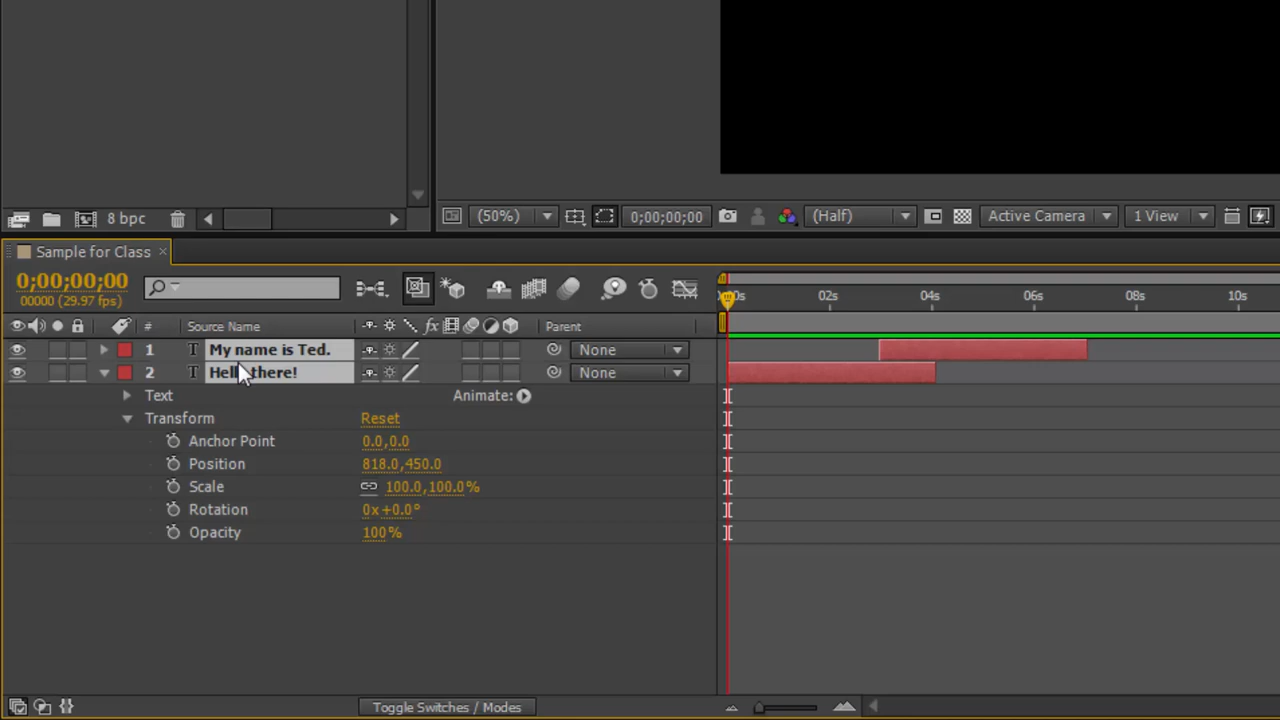 8 bpc
(50%) 0;00;00;00 (Half) Active Camera 1 View
Sample for Class
0;00;00;00
00000 (29.97 fps)
# Source Name fx Parent
02s 04s 06s 08s 10s
1 T My name is Ted. None
2 T Hello there! None
Text Animate:
Transform Reset
Anchor Point 0.0,0.0
Position 818.0,450.0
Scale 100.0,100.0%
Rotation 0x+0.0°
Opacity 100%
Toggle Switches / Modes